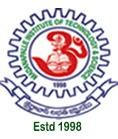 MADANAPALLE INSTITUTE OF TECHNOLOGY & SCIENCE
1998
Estd 1998